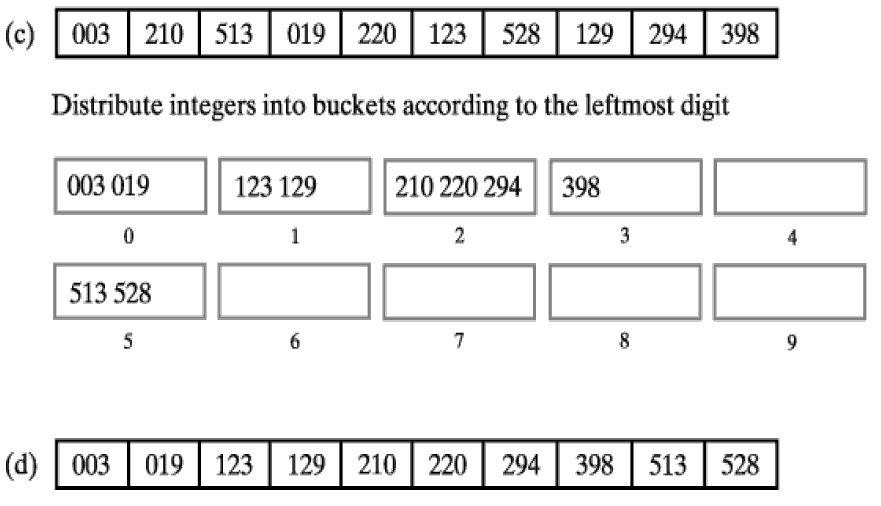 (c) 003 210 513 019 220 123 528 129 294 398
Distribute integers into buckets according to the leftmost digit
003 019 123 129 210 220 294 398
0 1 2 3 4
513 528
5 6 7 8 9
(d) 003 019 123 129 210 220 294 398 513 528